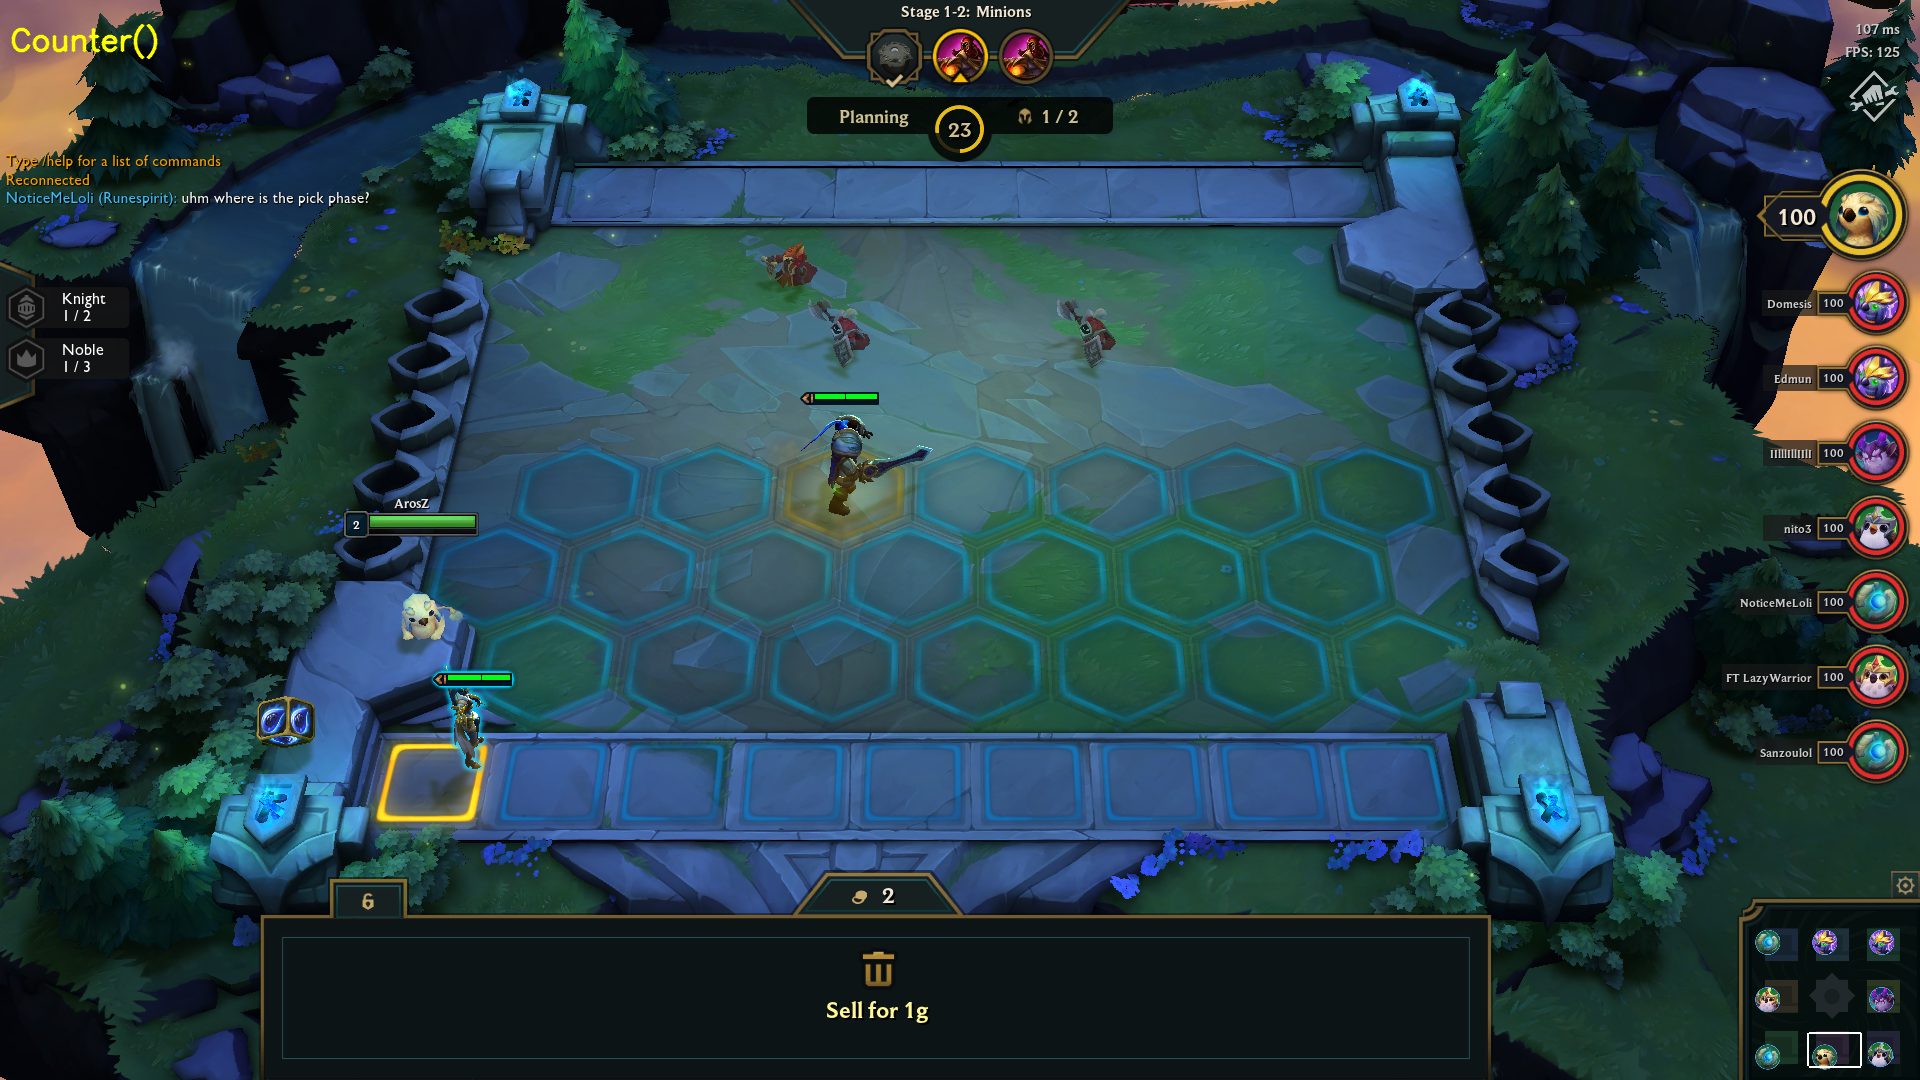 Stage 1-2: Minions
Counter()
107 ms
FPS: 125
Planning
23
1 / 2
Type /help for a list of commands
Reconnected
NoticeMeLoli (Runespirit): uhm where is the pick phase?
100
Knight
1 / 2
Noble
1 / 3
Domesis 100
Edmun 100
100
nito3 100
NoticeMeLoli 100
FT LazyWarrior 100
Sanzoulol 100
ArosZ
2
6
2
Sell for 1g